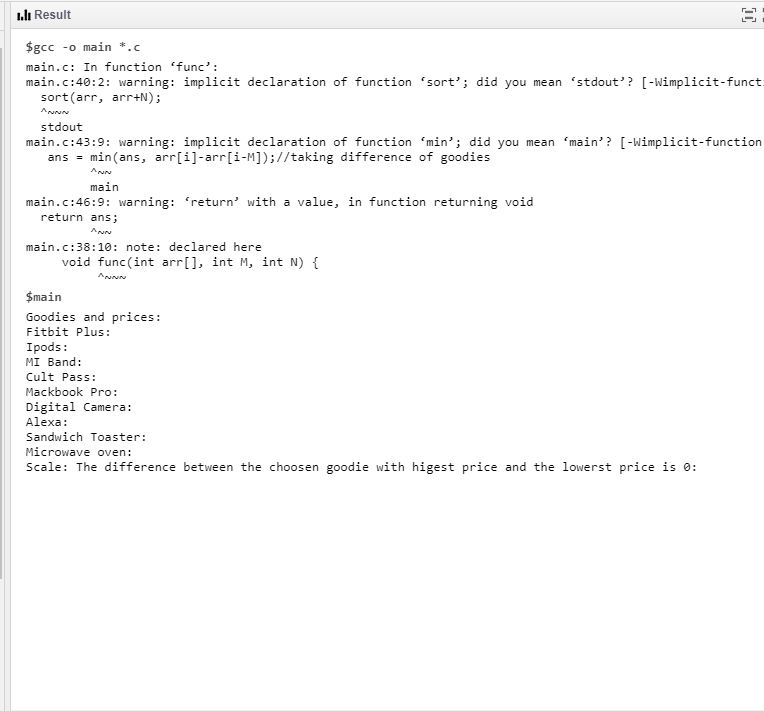 Result
$gcc -o main *.c
main.c: In function ‘func’:
main.c:40:2: warning: implicit declaration of function ‘sort’; did you mean ‘stdout’? [-Wimplicit-funct
sort(arr, arr+N);
^~~~
stdout
main.c:43:9: warning: implicit declaration of function ‘min’; did you mean ‘main’? [-Wimplicit-function
ans = min(ans, arr[i]-arr[i-M]);//taking difference of goodies
^~~
main
main.c:46:9: warning: ‘return’ with a value, in function returning void
return ans;
^~~
main.c:38:10: note: declared here
void func(int arr[], int M, int N) {
^~~~
$main
Goodies and prices:
Fitbit Plus:
Ipods:
MI Band:
Cult Pass:
Mackbook Pro:
Digital Camera:
Alexa:
Sandwich Toaster:
Microwave oven:
Scale: The difference between the choosen goodie with higest price and the lowerst price is 0: